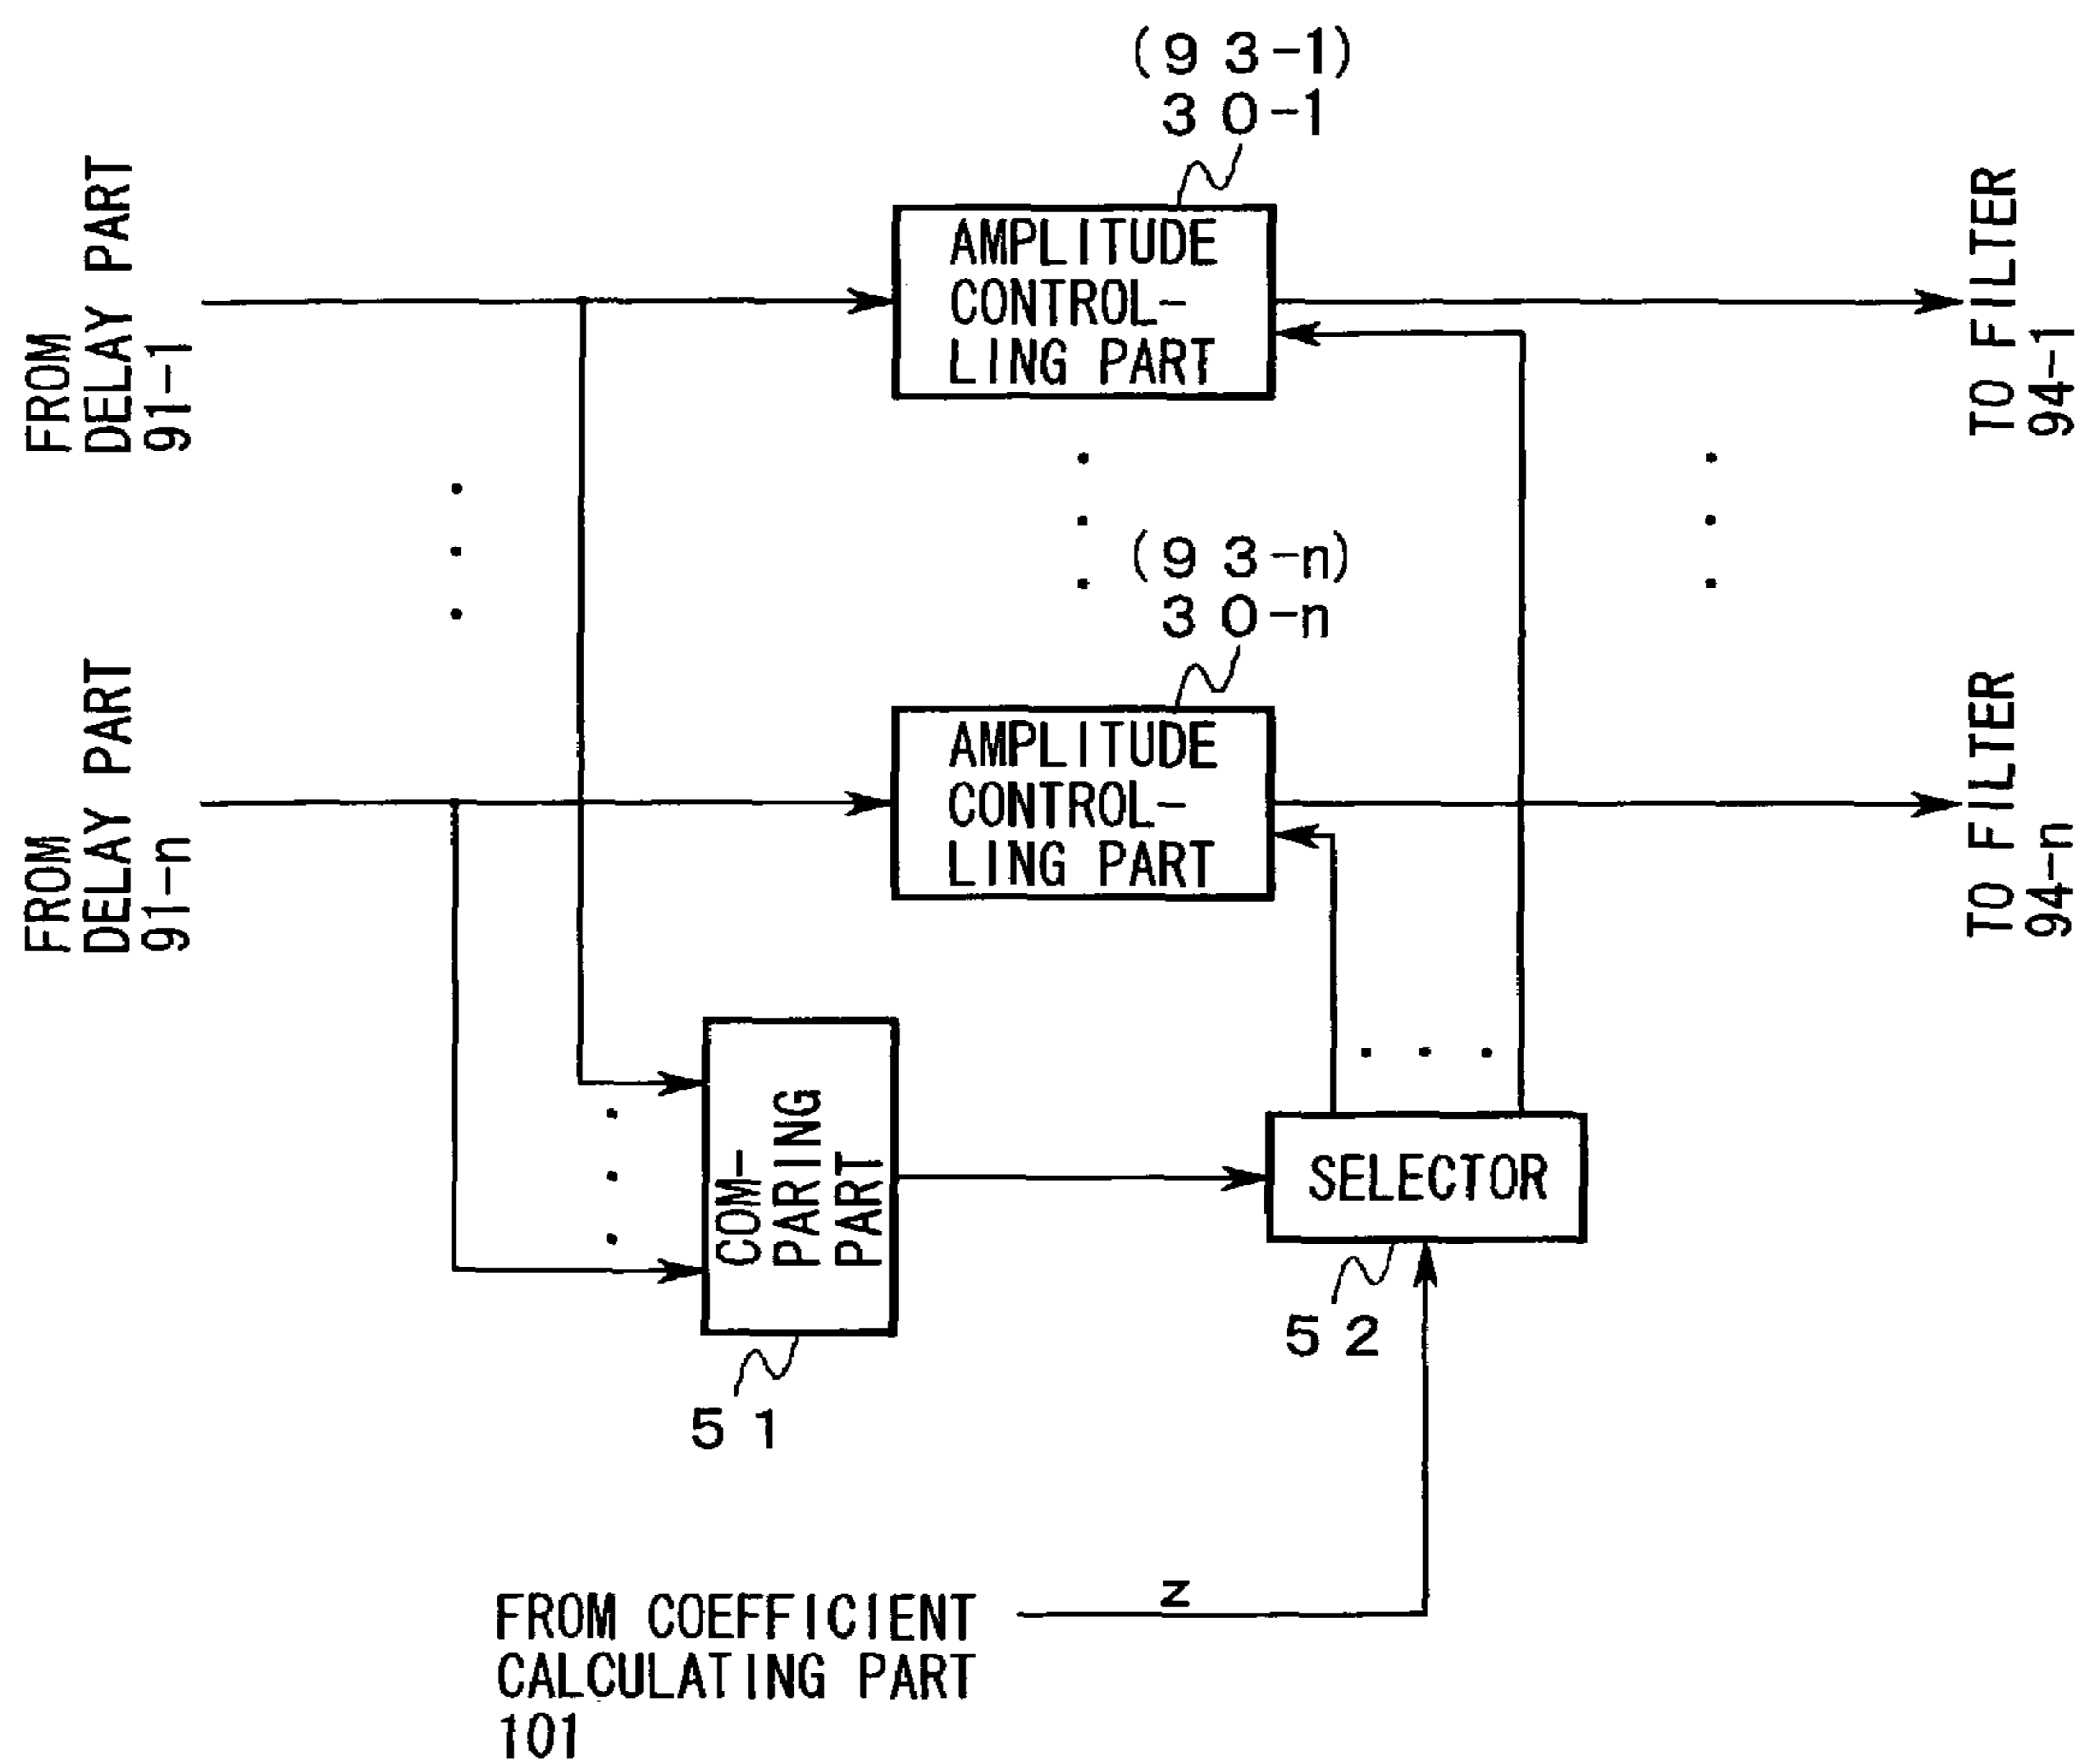 (93-1)
30-1
FROM
DELAY PART
91-1
AMPLITUDE
CONTROL-
LING PART
TO FILTER
94-1
(93-n)
30-n
FROM
DELAY PART
91-n
AMPLITUDE
CONTROL-
LING PART
TO FILTER
94-n
COM-
PARING
PART
SELECTOR
52
51
z
FROM COEFFICIENT
CALCULATING PART
101